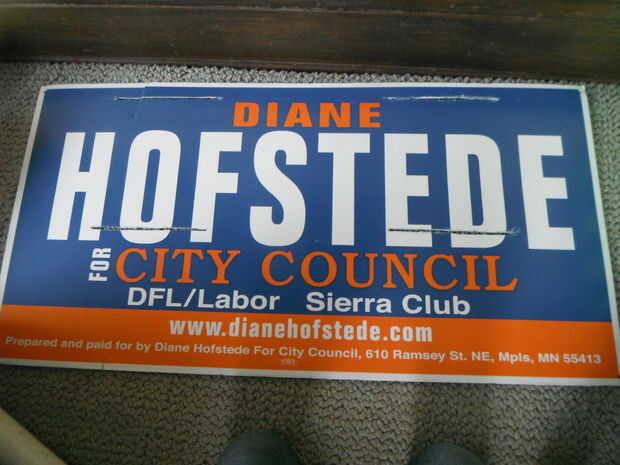 DIANE
HOFSTEDE
FOR CITY COUNCIL
DFL/Labor Sierra Club
www.dianehofstede.com
Prepared and paid for by Diane Hofstede For City Council, 610 Ramsey St. NE, Mpls, MN 55413